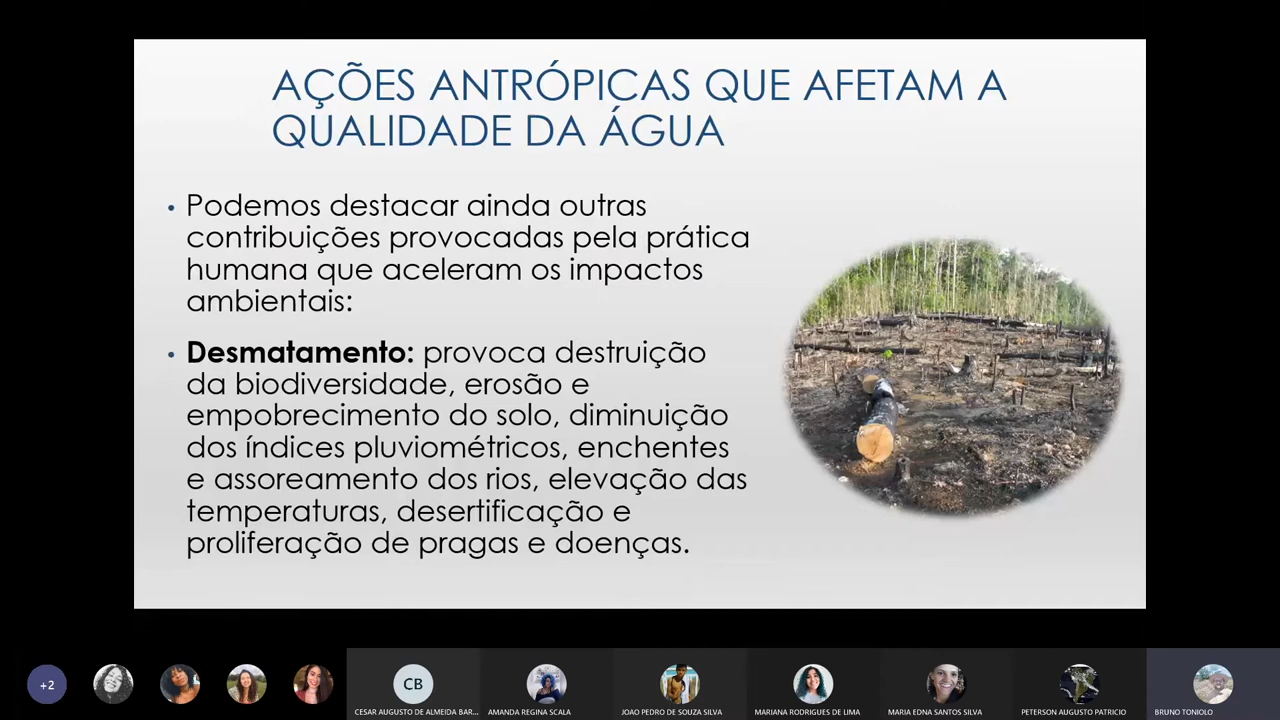 AÇÕES ANTRÓPICAS QUE AFETAM A
QUALIDADE DA ÁGUA
• Podemos destacar ainda outras
contribuições provocadas pela prática
humana que aceleram os impactos
ambientais:
• Desmatamento: provoca destruição
da biodiversidade, erosão e
empobrecimento do solo, diminuição
dos índices pluviométricos, enchentes
e assoreamento dos rios, elevação das
temperaturas, desertificação e
proliferação de pragas e doenças.
+2
CB
CESAR AUGUSTO DE ALMEIDA BAR...
AMANDA REGINA SCALA
JOAO PEDRO DE SOUZA SILVA
MARIANA RODRIGUES DE LIMA
MARIA EDNA SANTOS SILVA
PETERSON AUGUSTO PATRICIO
BRUNO TONIOLO